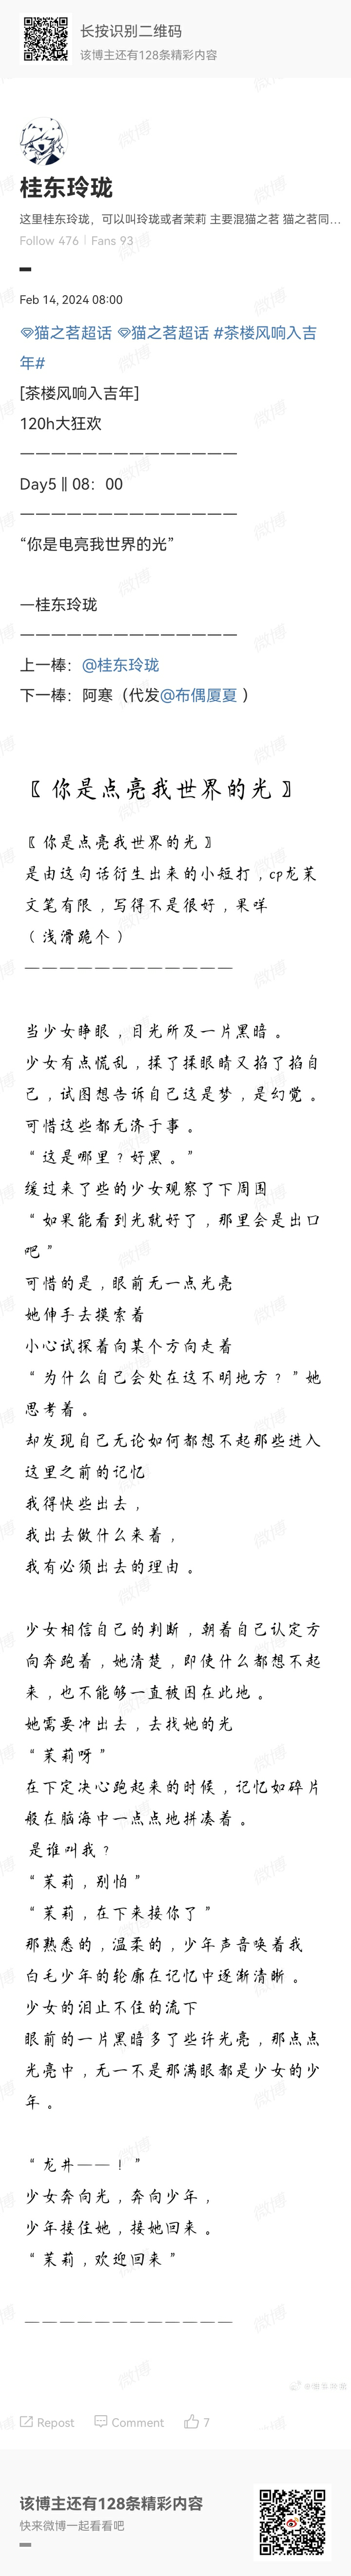 长按识别二维码
该博主还有128条精彩内容
桂东玲珑
这里桂东玲珑，可以叫玲珑或者茉莉 主要混猫之茗 猫之茗同...
Follow 476 | Fans 93
Feb 14, 2024 08:00
猫之茗超话 猫之茗超话 #茶楼风响入吉
年#
[茶楼风响入吉年]
120h大狂欢
——————————————
Day5 || 08：00
——————————————
“你是电亮我世界的光”
一桂东玲珑
——————————————
上一棒：@桂东玲珑
下一棒：阿寒（代发@布偶厦夏 ）
〖 你是点亮我世界的光 〗
〖 你是点亮我世界的光 〗
是由这句话衍生出来的小短打，cp龙茉
文笔有限，写得不是很好，果咩
（浅滑跪个）
————————————
当少女睁眼，目光所及一片黑暗。
少女有点慌乱，揉了揉眼睛又掐了掐自
己，试图想告诉自己这是梦，是幻觉。
可惜这些都无济于事。
“这是哪里？好黑。”
缓过来了些的少女观察了下周围
“如果能看到光就好了，那里会是出口
吧”
可惜的是，眼前无一点光亮
她伸手去摸索着
小心试探着向某个方向走着
“为什么自己会处在这不明地方？”她
思考着。
却发现自己无论如何都想不起那些进入
这里之前的记忆
我得快些出去，
我出去做什么来着，
我有必须出去的理由。
少女相信自己的判断，朝着自己认定方
向奔跑着，她清楚，即使什么都想不起
来，也不能够一直被困在此地。
她需要冲出去，去找她的光
“茉莉呀”
在下定决心跑起来的时候，记忆如碎片
般在脑海中一点点地拼凑着。
是谁叫我？
“茉莉，别怕”
“茉莉，在下来接你了”
那熟悉的，温柔的，少年声音唤着我
白毛少年的轮廓在记忆中逐渐清晰。
少女的泪止不住的流下
眼前的一片黑暗多了些许光亮，那点点
光亮中，无一不是那满眼都是少女的少
年。
“龙井——！”
少女奔向光，奔向少年，
少年接住她，接她回来。
“茉莉，欢迎回来”
————————————
@桂东玲珑
Repost
Comment
7
该博主还有128条精彩内容
快来微博一起看看吧